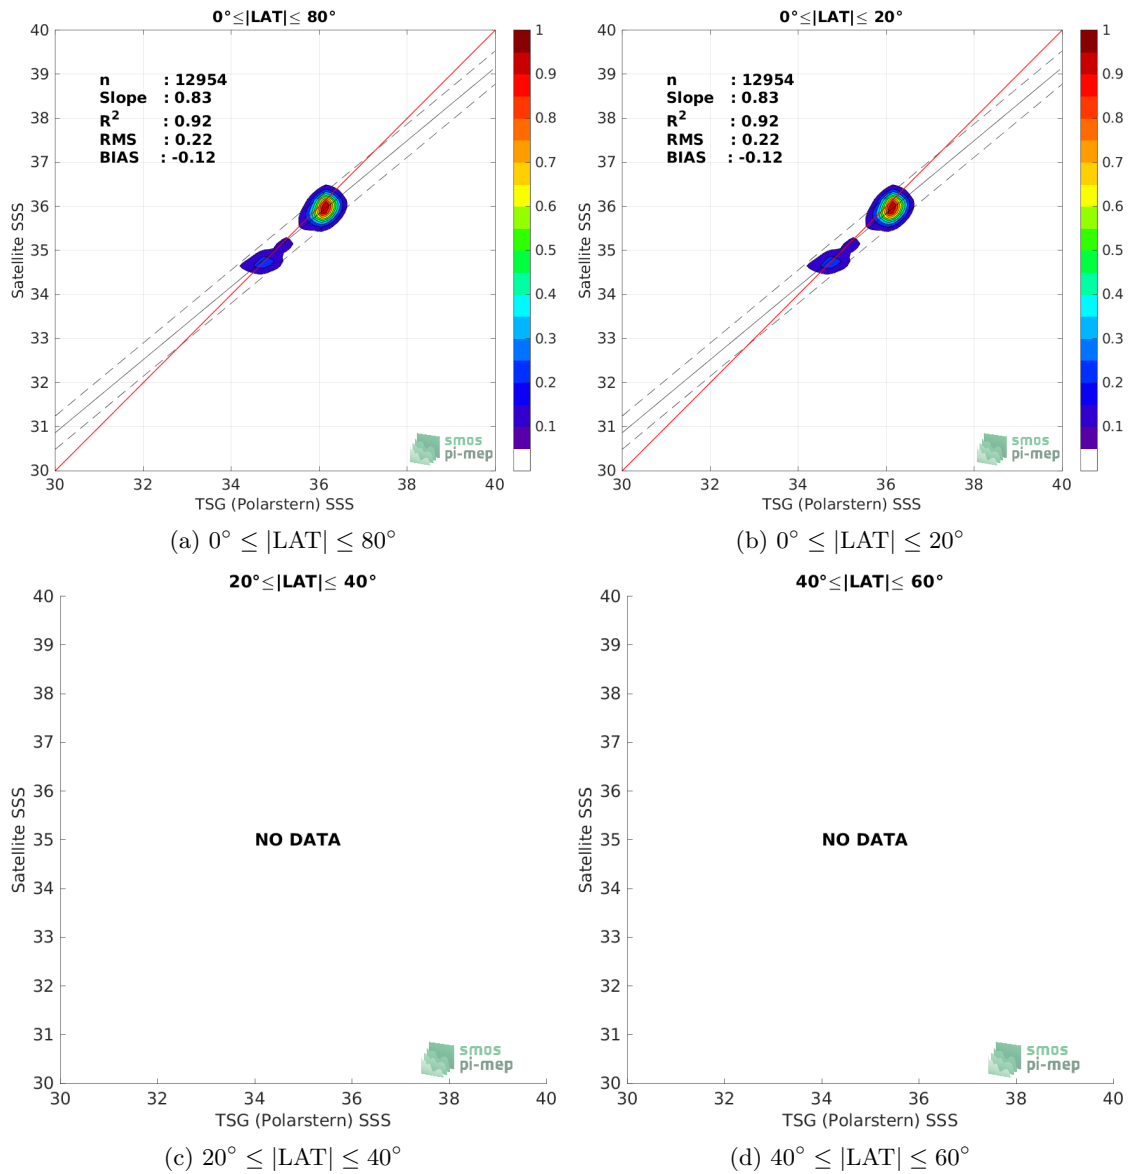 0°≤|LAT|≤ 80°
40
39
38
37
36
35
34
33
32
31
30
Satellite SSS
n : 12954
Slope : 0.83
R² : 0.92
RMS : 0.22
BIAS : -0.12
smos
pi-mep
30 32 34 36 38 40
TSG (Polarstern) SSS
1
0.9
0.8
0.7
0.6
0.5
0.4
0.3
0.2
0.1
(a) 0° ≤ |LAT| ≤ 80°
0°≤|LAT|≤ 20°
40
39
38
37
36
35
34
33
32
31
30
Satellite SSS
n : 12954
Slope : 0.83
R² : 0.92
RMS : 0.22
BIAS : -0.12
smos
pi-mep
30 32 34 36 38 40
TSG (Polarstern) SSS
1
0.9
0.8
0.7
0.6
0.5
0.4
0.3
0.2
0.1
(b) 0° ≤ |LAT| ≤ 20°
20°≤|LAT|≤ 40°
40
39
38
37
36
35
34
33
32
31
30
Satellite SSS
NO DATA
smos
pi-mep
30 32 34 36 38 40
TSG (Polarstern) SSS
(c) 20° ≤ |LAT| ≤ 40°
40°≤|LAT|≤ 60°
40
39
38
37
36
35
34
33
32
31
30
Satellite SSS
NO DATA
smos
pi-mep
30 32 34 36 38 40
TSG (Polarstern) SSS
(d) 40° ≤ |LAT| ≤ 60°